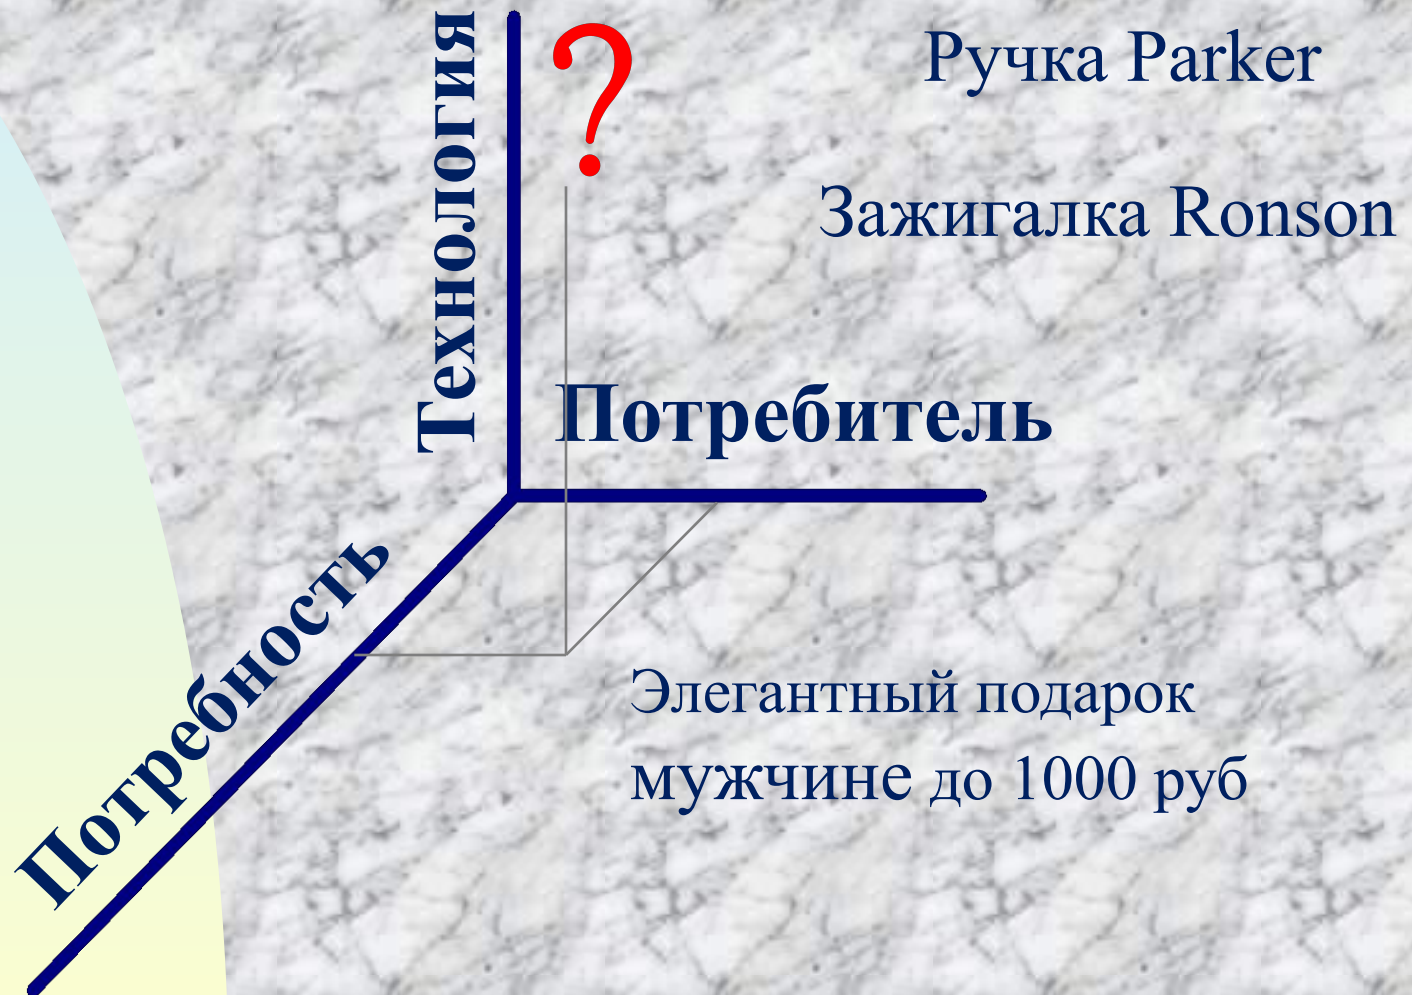 Технология
?
Ручка Parker
Зажигалка Ronson
Потребитель
Потребность
Элегантный подарок
мужчине до 1000 руб